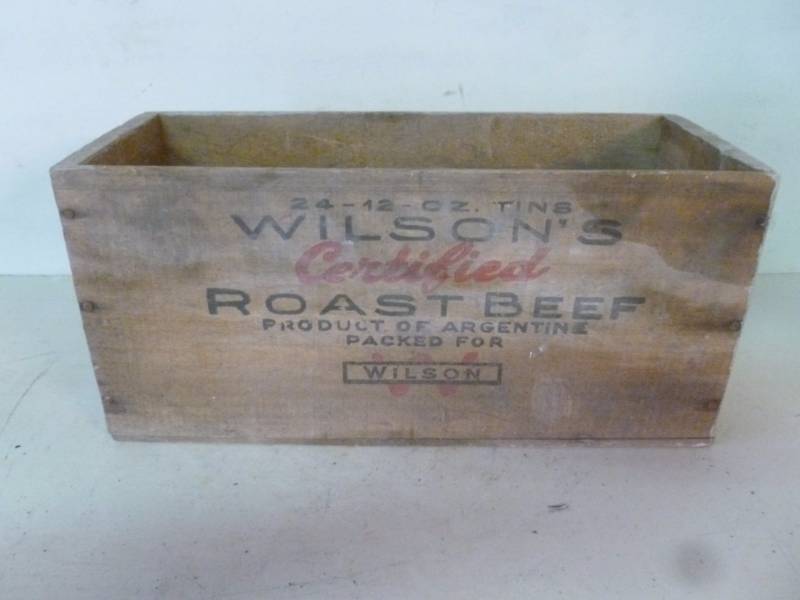 24-12-OZ. TINS
WILSON'S
Certified
ROAST BEEF
PRODUCT OF ARGENTINE
PACKED FOR
W
WILSON